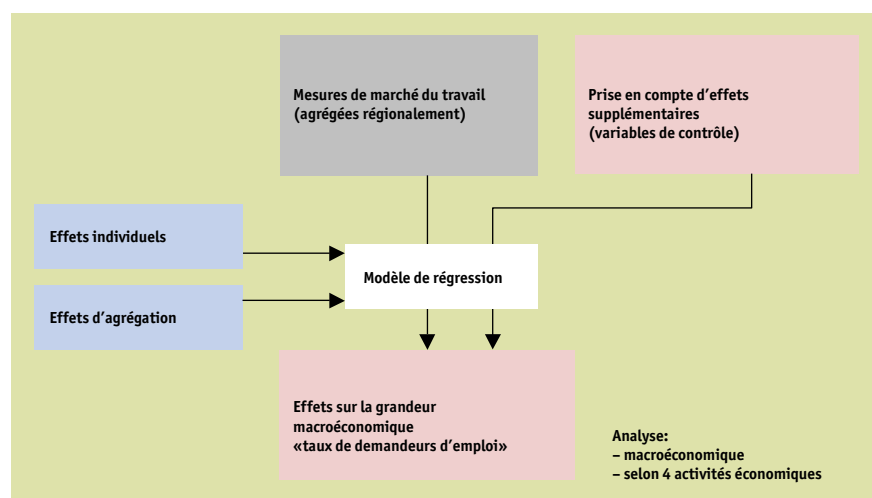 Mesures de marché du travail
(agrégées régionalement)
Prise en compte d'effets
supplémentaires
(variables de contrôle)
Effets individuels
Effets d'agrégation
Modèle de régression
Effets sur la grandeur
macroéconomique
«taux de demandeurs d'emploi»
Analyse:
– macroéconomique
– selon 4 activités économiques